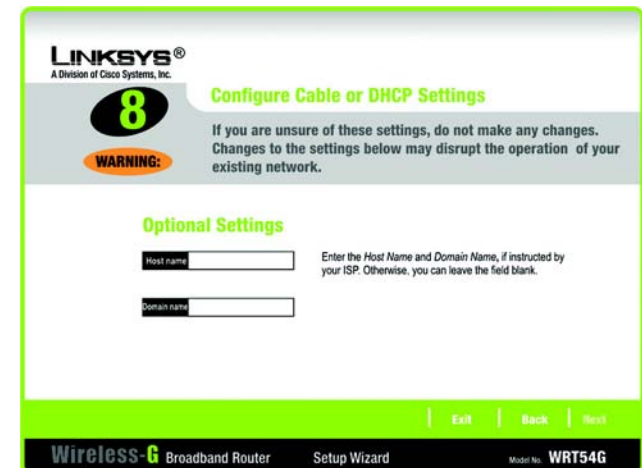 LINKSYS®
A Division of Cisco Systems, Inc.
8
Configure Cable or DHCP Settings
WARNING:
If you are unsure of these settings, do not make any changes.
Changes to the settings below may disrupt the operation of your
existing network.
Optional Settings
Host name
Enter the Host Name and Domain Name, if instructed by
your ISP. Otherwise, you can leave the field blank.
Domain name
Exit
Back
Next
Wireless-G Broadband Router
Setup Wizard
Model No. WRT54G